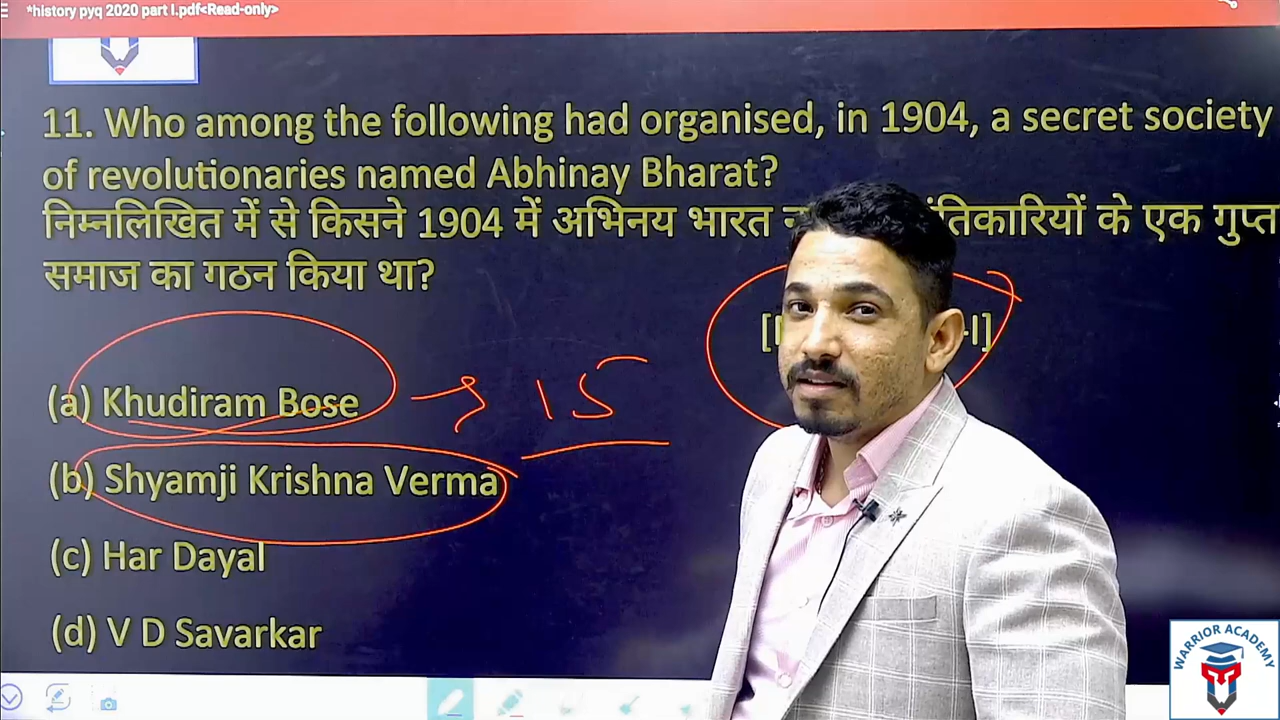 *history pyq 2020 part I.pdf<Read-only>
11. Who among the following had organised, in 1904, a secret society
of revolutionaries named Abhinay Bharat?
निम्नलिखित में से किसने 1904 में अभिनय भारत के एक गुप्त
समाज का गठन किया था?
(a) Khudiram Bose → 15
(b) Shyamji Krishna Verma
(c) Har Dayal
(d) V D Savarkar
WARRIOR ACADEMY